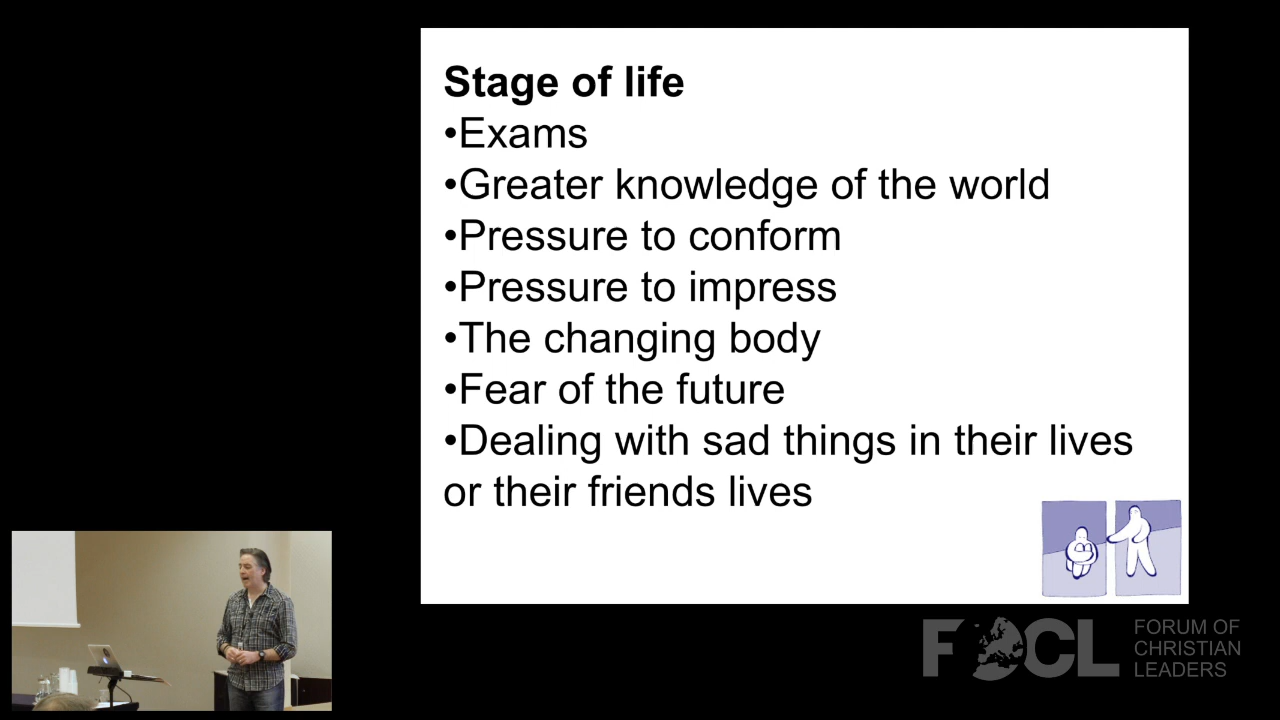 Stage of life
•Exams
•Greater knowledge of the world
•Pressure to conform
•Pressure to impress
•The changing body
•Fear of the future
•Dealing with sad things in their lives
or their friends lives
FOCL
FORUM OF
CHRISTIAN
LEADERS